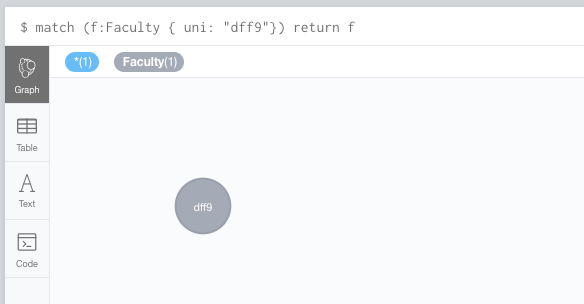 $ match (f:Faculty { uni: "dff9"}) return f
*(1) Faculty(1)
Graph
Table
A
Text
Code
dff9